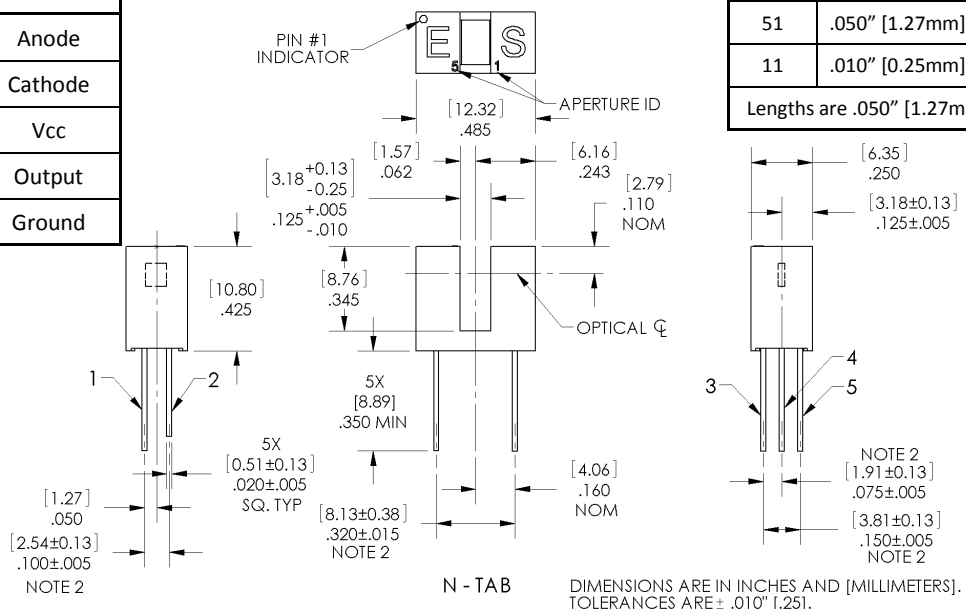 Anode
Cathode
Vcc
Output
Ground
PIN #1
INDICATOR
E S
5 1
APERTURE ID
51 .050" [1.27mm]
11 .010" [0.25mm]
Lengths are .050" [1.27m
[12.32]
.485
[1.57]
.062
[6.16]
.243
[3.18 +0.13 -0.25]
.125 +.005 -.010
[2.79]
.110
NOM
[6.35]
.250
[3.18±0.13]
.125±.005
[10.80]
.425
[8.76]
.345
OPTICAL ℄
1
2
5X
[8.89]
.350 MIN
3
4
5
5X
[0.51±0.13]
.020±.005
SQ. TYP
[1.27]
.050
[2.54±0.13]
.100±.005
NOTE 2
[8.13±0.38]
.320±.015
NOTE 2
[4.06]
.160
NOM
NOTE 2
[1.91±0.13]
.075±.005
[3.81±0.13]
.150±.005
NOTE 2
N - TAB
DIMENSIONS ARE IN INCHES AND [MILLIMETERS].
TOLERANCES ARE ± .010" [.25].